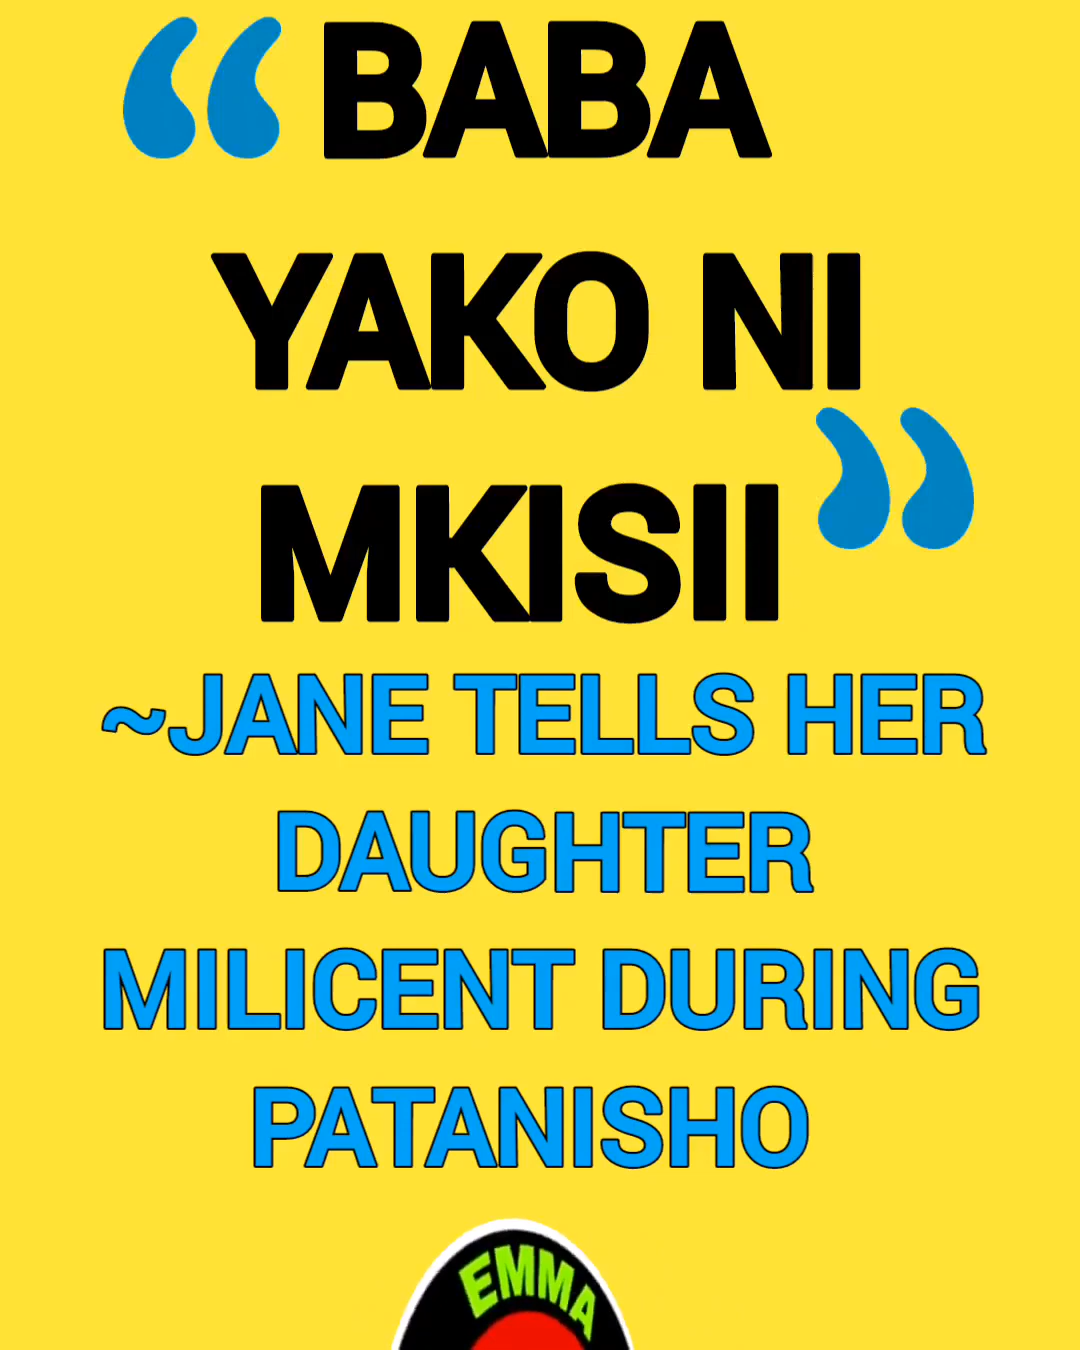 “BABA
YAKO NI
MKISII”
~JANE TELLS HER
DAUGHTER
MILICENT DURING
PATANISHO
EMMA